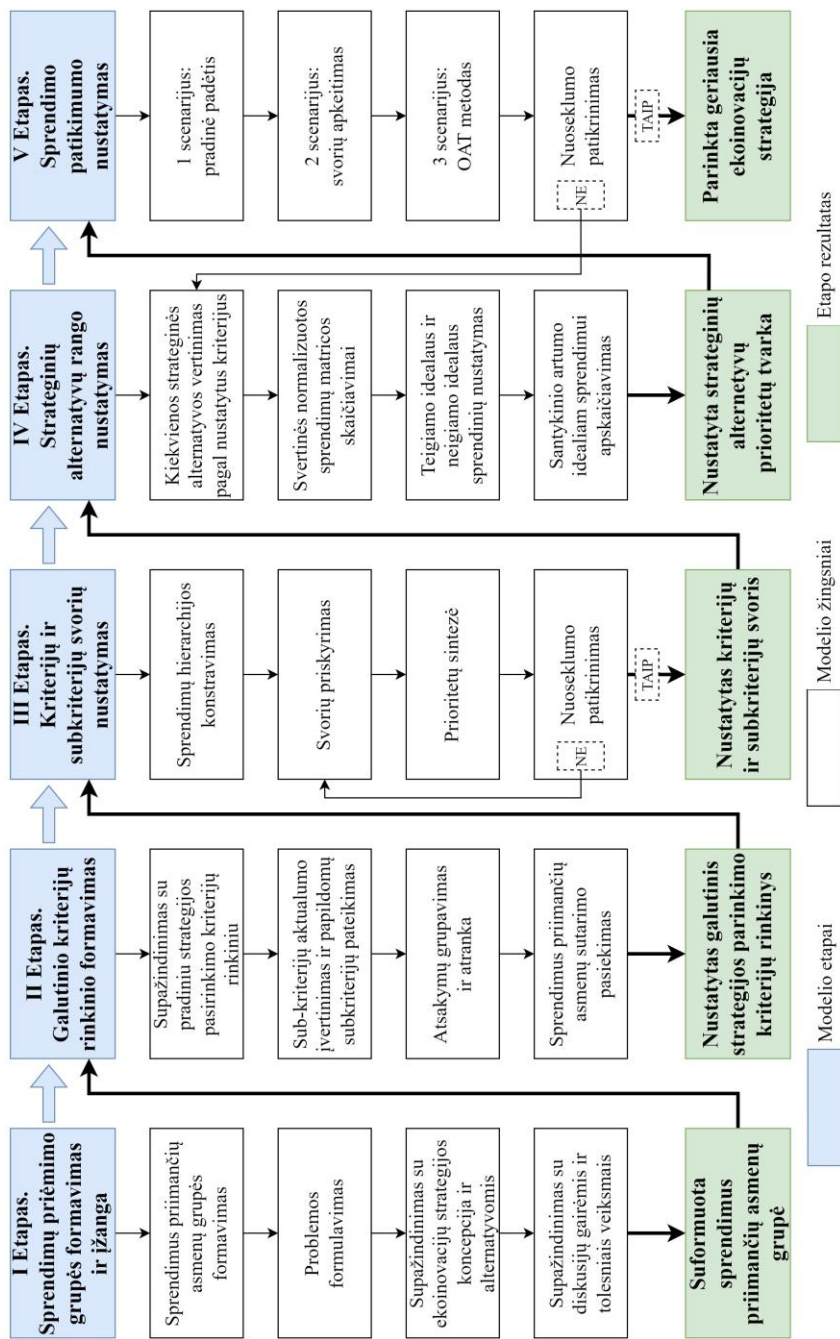 I Etapas.
Sprendimų priėmimo
grupės formavimas
ir įžanga
Sprendimus priimančių
asmenų grupės
formavimas
Problemos
formulavimas
Supažindinimas su
ekoinovacijų strategijos
koncepcija ir
alternatyvomis
Supažindinimas su
diskusijų gairėmis ir
tolesniais veiksmais
Suformuota
sprendimus
priimančių asmenų
grupė
II Etapas.
Galutinio kriterijų
rinkinio formavimas
Supažindinimas su
pradiniu strategijos
pasirinkimo kriterijų
rinkiniu
Sub-kriterijų aktualumo
įvertinimas ir papildomų
subkriterijų pateikimas
Atsakymų grupavimas
ir atranka
Sprendimus priimančių
asmenų sutarimo
pasiekimas
Nustatytas galutinis
strategijos parinkimo
kriterijų rinkinys
III Etapas.
Kriterijų ir
subkriterijų svorių
nustatymas
Sprendimų hierarchijos
konstravimas
Svorių priskyrimas
Prioritetų sintezė
Nuoseklumo
patikrinimas
NE
TAIP
Nustatytas kriterijų
ir subkriterijų svoris
IV Etapas.
Strateginių
alternatyvų rango
nustatymas
Kiekvienos strateginės
alternatyvos vertinimas
pagal nustatytus kriterijus
Svertinės normalizuotos
sprendimų matricos
skaičiavimai
Teigiamo idealaus ir
neigiamo idealaus
sprendinių nustatymas
Santykinio artumo
idealiam sprendimui
apskaičiavimas
Nustatyta strateginių
alternetyvų
prioritetų tvarka
V Etapas.
Sprendimo
patikimumo
nustatymas
1 scenarijus:
pradinė padėtis
2 scenarijus:
svorių apkeitimas
3 scenarijus:
OAT metodas
Nuoseklumo
patikrinimas
NE
TAIP
Parinkta geriausia
ekoinovacijų
strategija
Modelio etapai
Modelio žingsniai
Etapo rezultatas